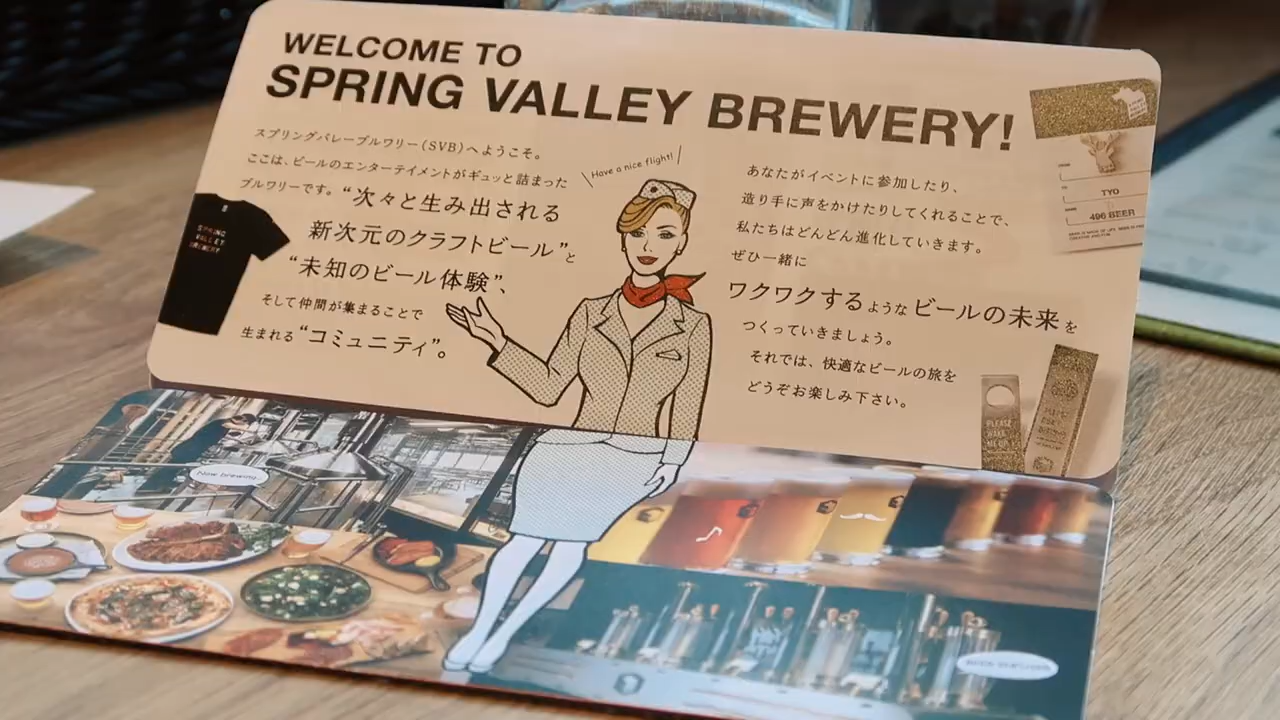 WELCOME TO
SPRING VALLEY BREWERY!
スプリングバレーブルワリー(SVB)へようこそ。
ここは、ビールのエンターテイメントがギュッと詰まった
ブルワリーです。“次々と生み出される
新次元のクラフトビール”と
“未知のビール体験”、
そして仲間が集まることで
生まれる“コミュニティ”。
Have a nice flight!
あなたがイベントに参加したり、
造り手に声をかけたりしてくれることで、
私たちはどんどん進化していきます。
ぜひ一緒に
ワクワクするようなビールの未来を
つくっていきましょう。
それでは、快適なビールの旅を
どうぞお楽しみ下さい。
SPRING
VALLEY
BREWERY
TYO
496 BEER
PLEASE
WAKE
ME UP
Now brewing